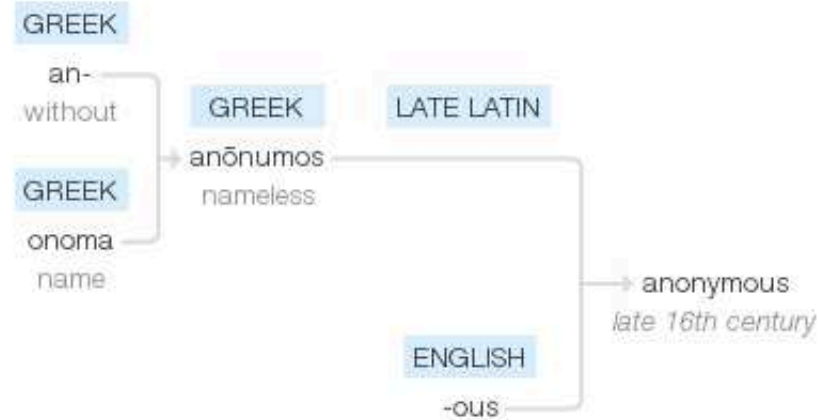 GREEK
an-
without
GREEK
onoma
name
GREEK
anōnumos
nameless
LATE LATIN
ENGLISH
-ous
anonymous
late 16th century